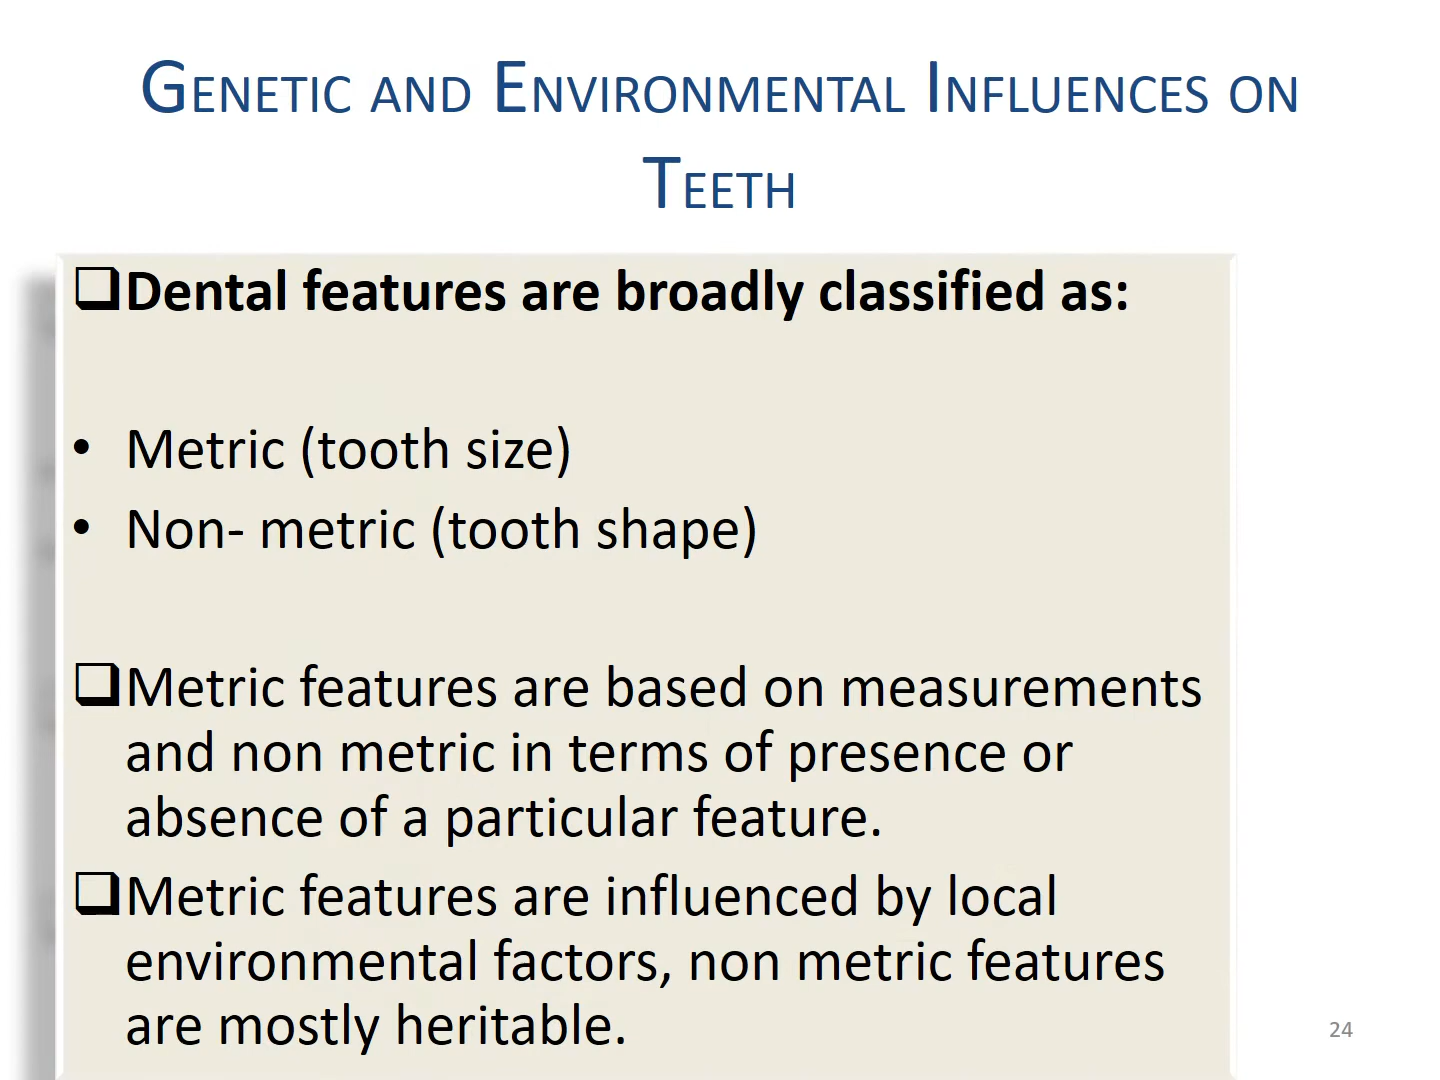 Genetic and Environmental Influences on
Teeth
❑Dental features are broadly classified as:
• Metric (tooth size)
• Non- metric (tooth shape)
❑Metric features are based on measurements
and non metric in terms of presence or
absence of a particular feature.
❑Metric features are influenced by local
environmental factors, non metric features
are mostly heritable.
24